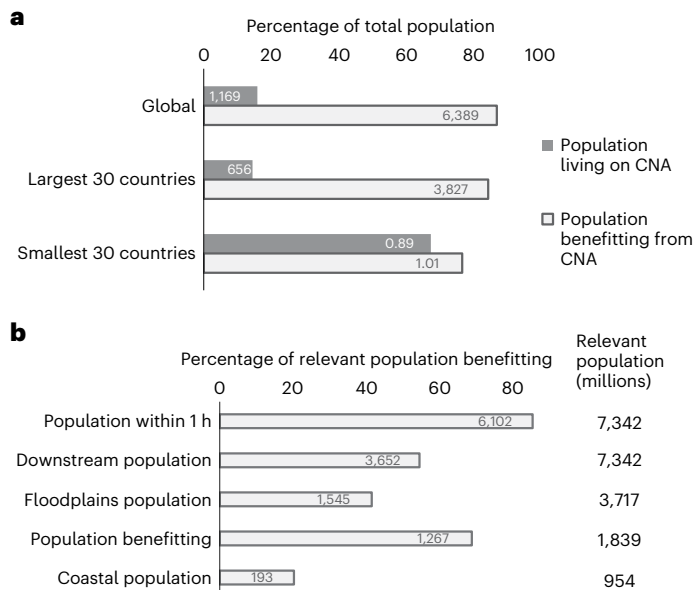 a
Percentage of total population
0 20 40 60 80 100
Global
1,169
6,389
Largest 30 countries
656
3,827
Smallest 30 countries
0.89
1.01
Population
living on CNA
Population
benefitting from
CNA
b
Percentage of relevant population benefitting
Relevant
population
(millions)
0 20 40 60 80
Population within 1 h 6,102 7,342
Downstream population 3,652 7,342
Floodplains population 1,545 3,717
Population benefitting 1,267 1,839
Coastal population 193 954